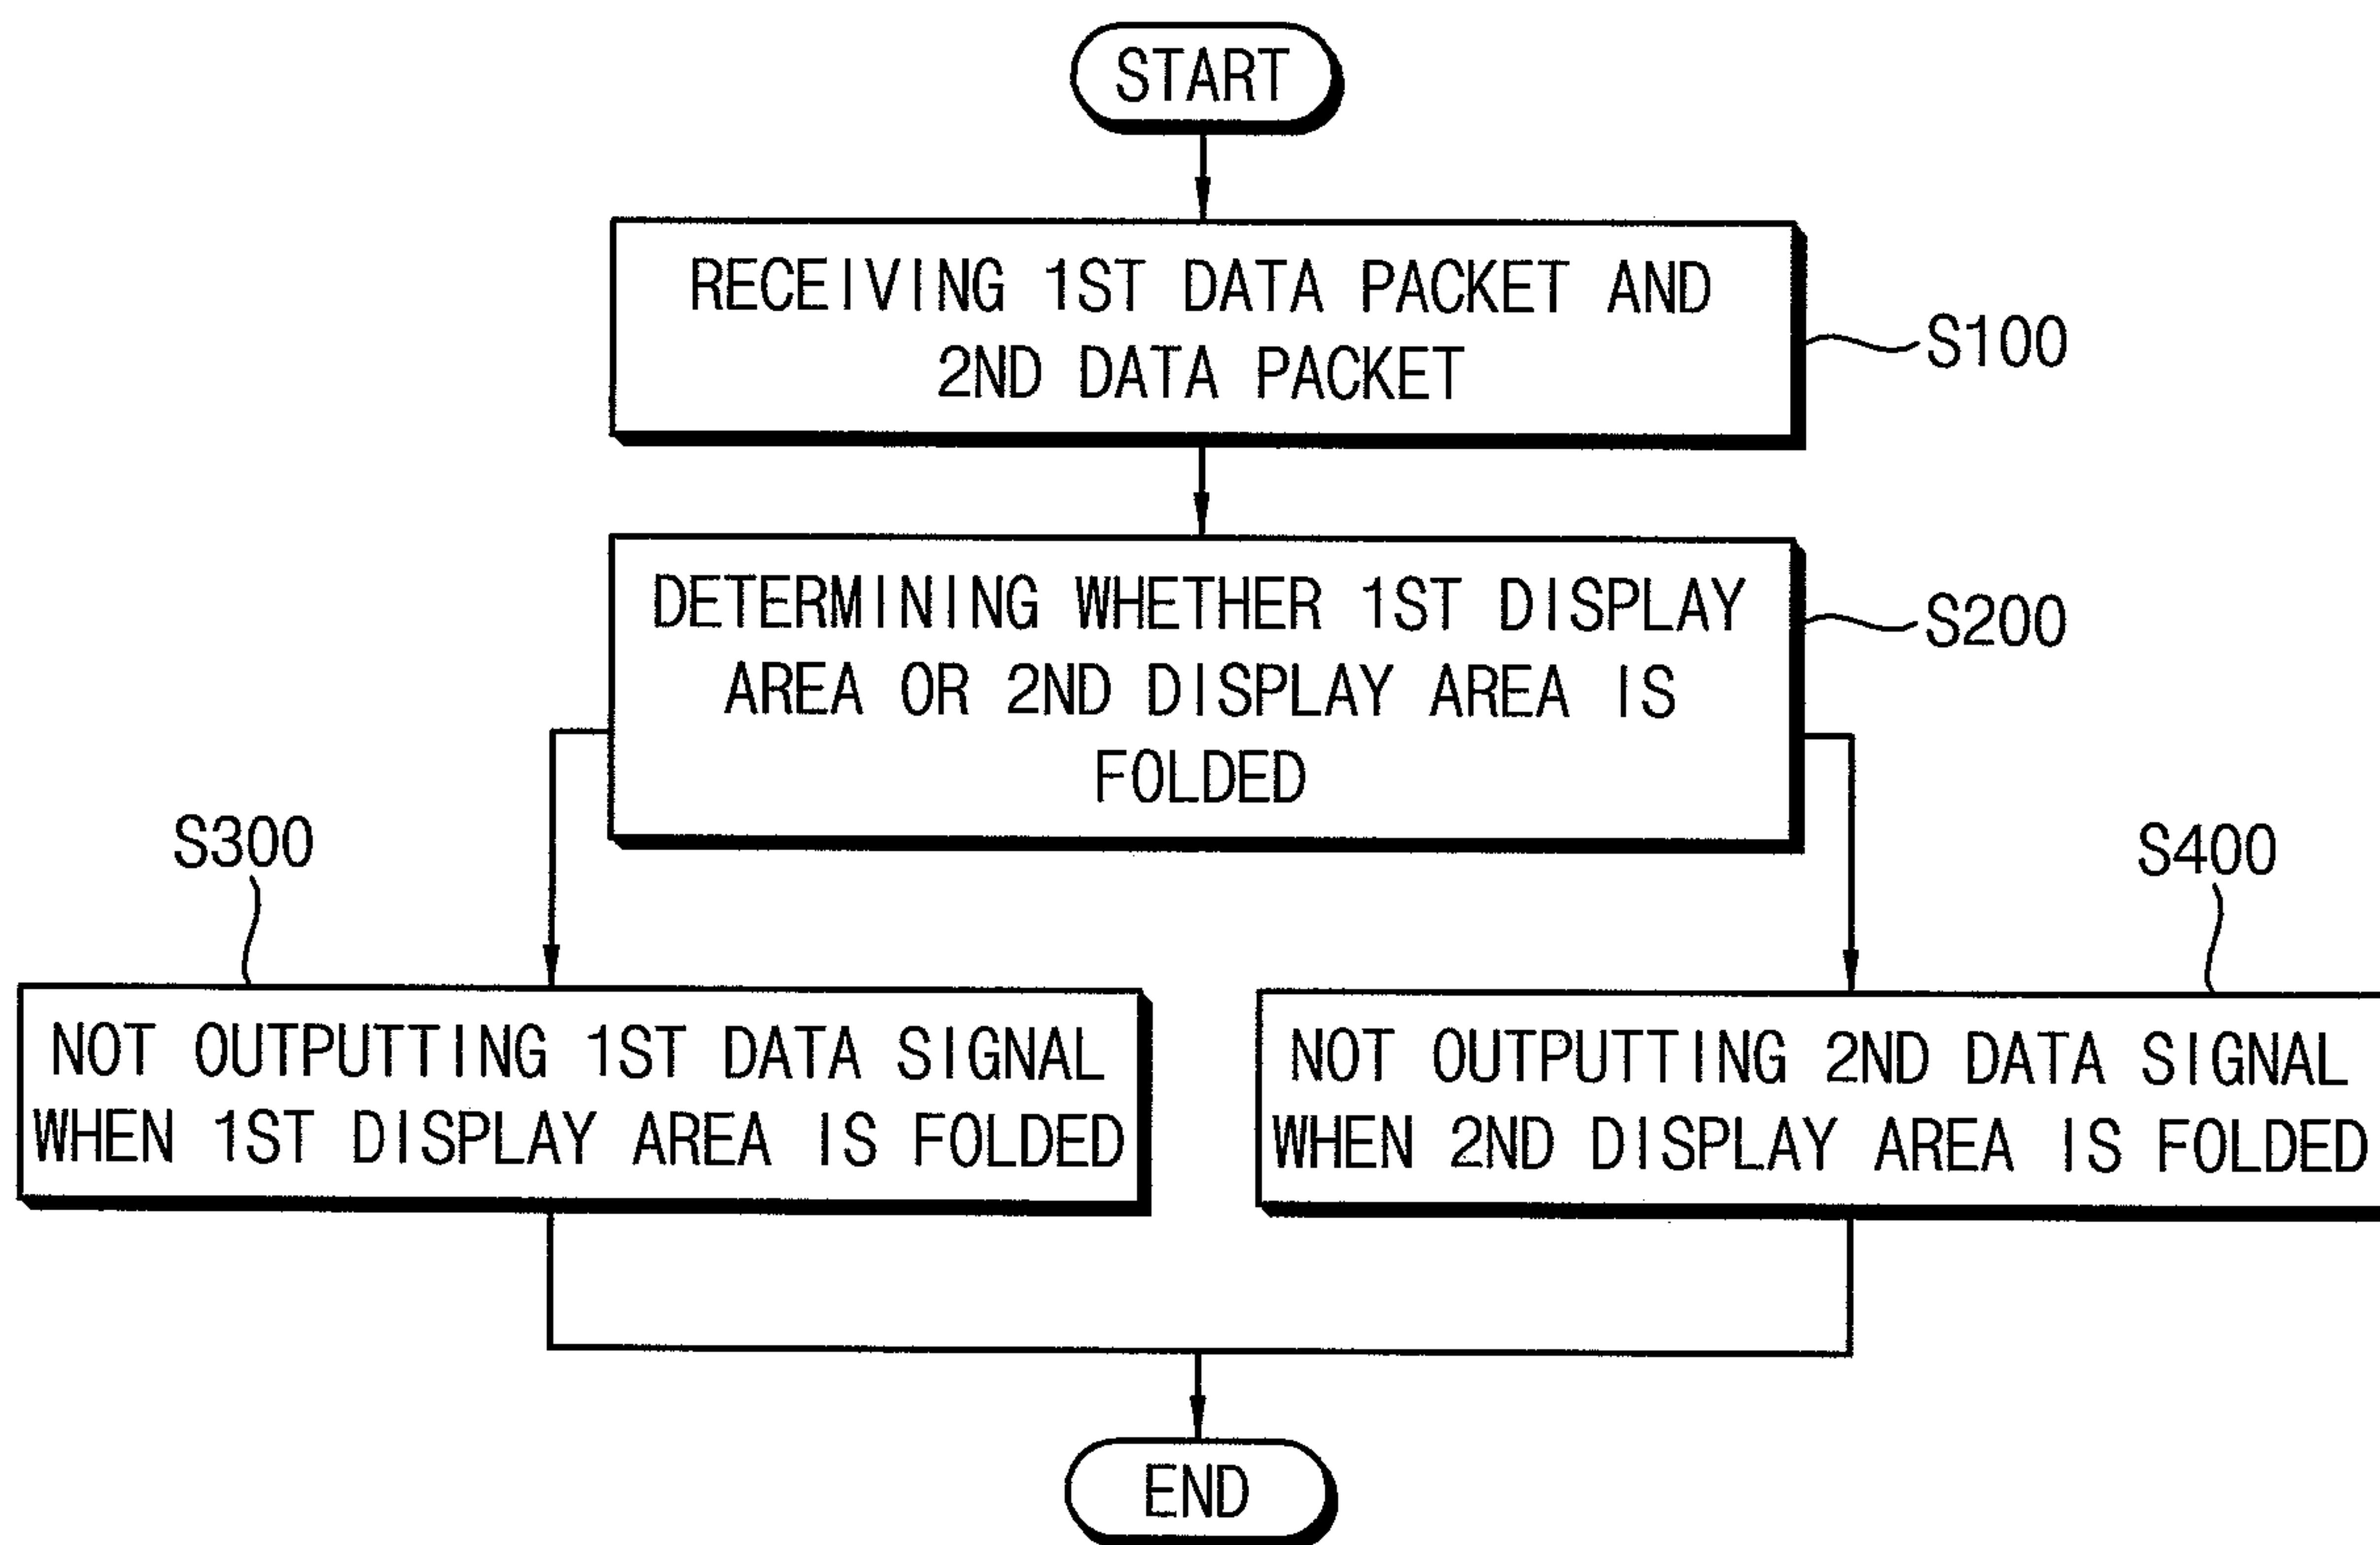 START
RECEIVING 1ST DATA PACKET AND
2ND DATA PACKET
S100
DETERMINING WHETHER 1ST DISPLAY
AREA OR 2ND DISPLAY AREA IS
FOLDED
S200
S300
NOT OUTPUTTING 1ST DATA SIGNAL
WHEN 1ST DISPLAY AREA IS FOLDED
S400
NOT OUTPUTTING 2ND DATA SIGNAL
WHEN 2ND DISPLAY AREA IS FOLDED
END